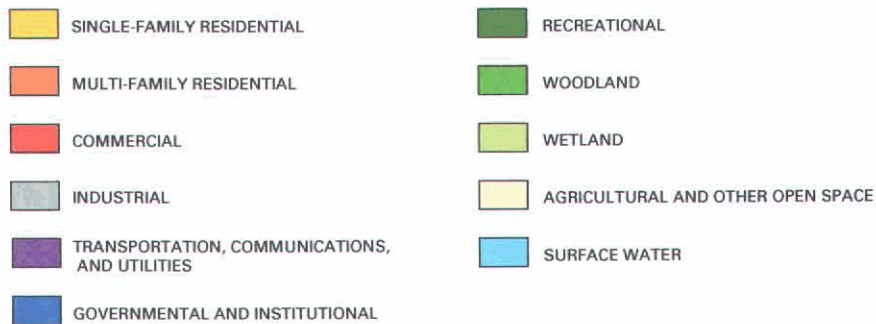 SINGLE-FAMILY RESIDENTIAL
MULTI-FAMILY RESIDENTIAL
COMMERCIAL
INDUSTRIAL
TRANSPORTATION, COMMUNICATIONS,
AND UTILITIES
GOVERNMENTAL AND INSTITUTIONAL
RECREATIONAL
WOODLAND
WETLAND
AGRICULTURAL AND OTHER OPEN SPACE
SURFACE WATER